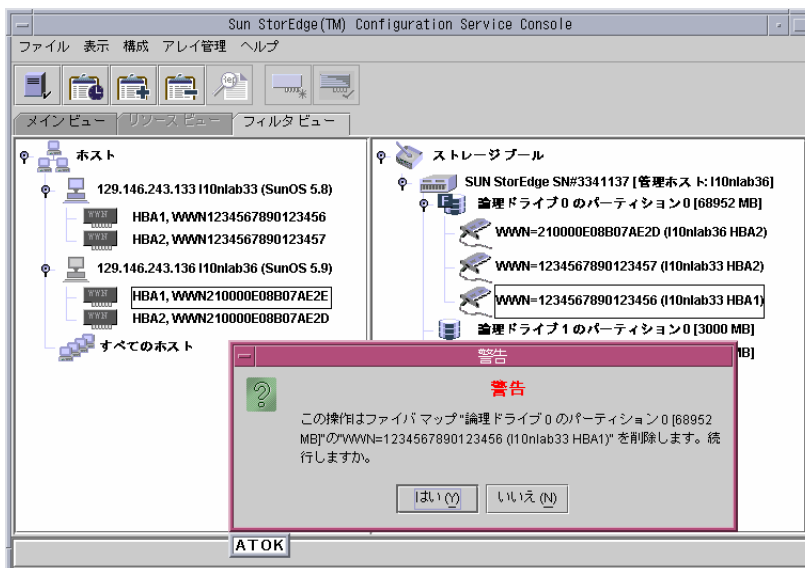 Sun StorEdge(TM) Configuration Service Console
ファイル 表示 構成 アレイ管理 ヘルプ
メインビュー リソースビュー フィルタビュー
ホスト
129.146.243.133 l10nlab33 (SunOS 5.8)
HBA1, WWN1234567890123456
HBA2, WWN1234567890123457
129.146.243.136 l10nlab36 (SunOS 5.9)
HBA1, WWN210000E08B07AE2E
HBA2, WWN210000E08B07AE2D
すべてのホスト
ストレージプール
SUN StorEdge SN#3341137 [管理ホスト: l10nlab36]
論理ドライブ0 のパーティション0 [68952 MB]
WWN=210000E08B07AE2D (l10nlab36 HBA2)
WWN=1234567890123457 (l10nlab33 HBA2)
WWN=1234567890123456 (l10nlab33 HBA1)
論理ドライブ1 のパーティション0 [3000 MB]
MB]
警告
警告
この操作はファイバ マップ"論理ドライブ0 のパーティション0 [68952
MB]"の"WWN=1234567890123456 (l10nlab33 HBA1)" を削除します。続
行しますか。
はい (Y) いいえ (N)
ATOK